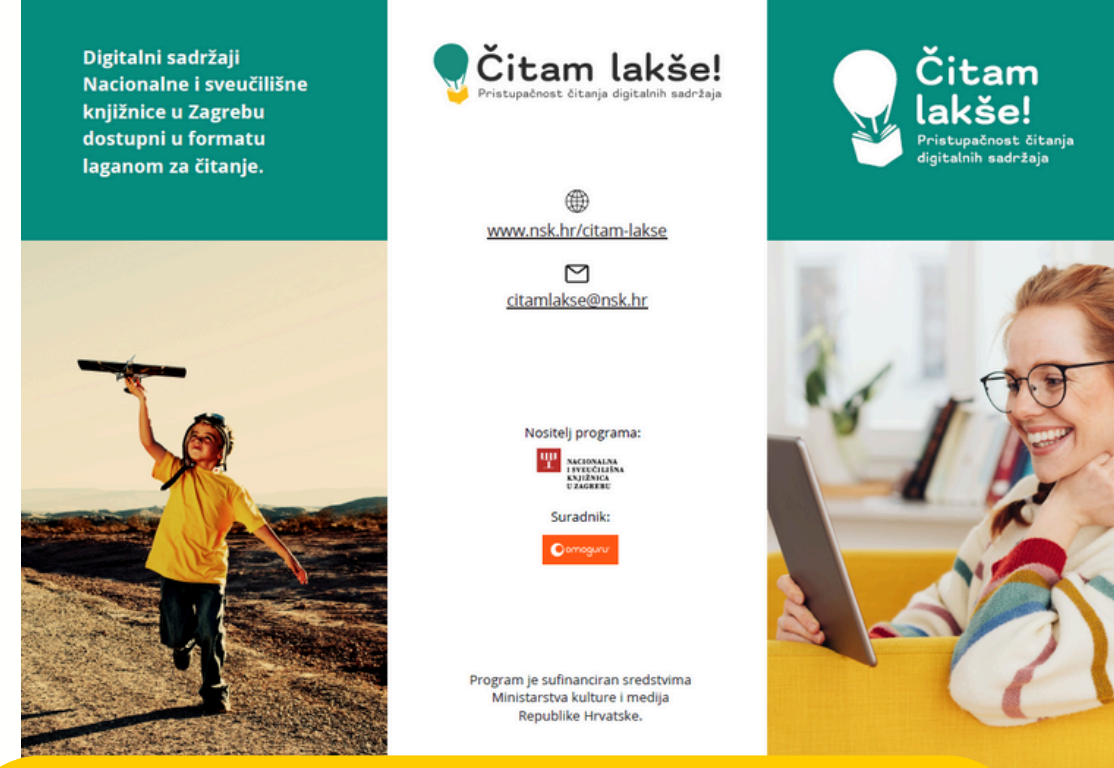 Digitalni sadržaji
Nacionalne i sveučilišne
knjižnice u Zagrebu
dostupni u formatu
laganom za čitanje.
Čitam lakše!
Pristupačnost čitanja digitalnih sadržaja
www.nsk.hr/citam-lakse
citamlakse@nsk.hr
Nositelj programa:
NACIONALNA
I SVEUČILIŠNA
KNJIŽNICA
U ZAGREBU
Suradnik:
omoguru
Program je sufinanciran sredstvima
Ministarstva kulture i medija
Republike Hrvatske.
Čitam
lakše!
Pristupačnost čitanja
digitalnih sadržaja